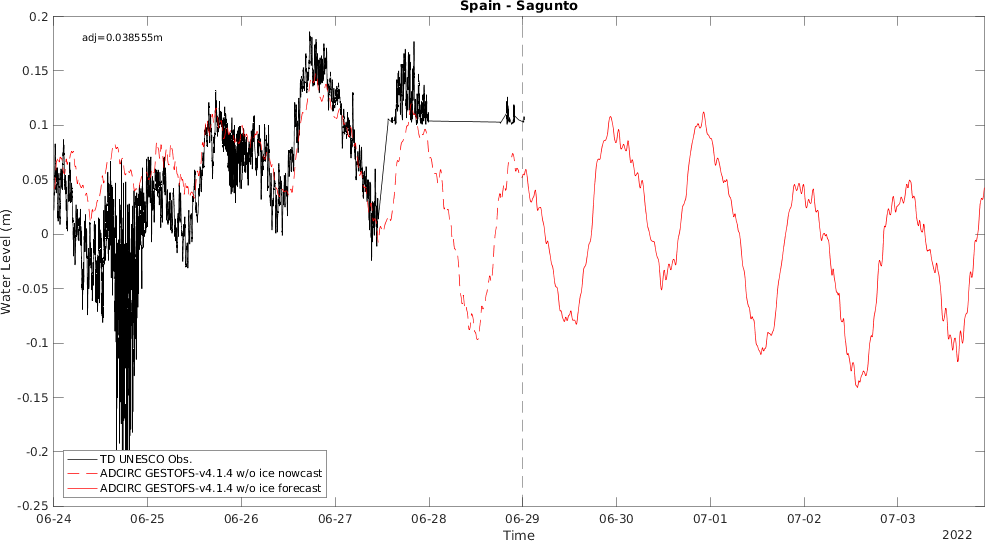 Spain - Sagunto
adj=0.038555m
0.2
0.15
0.1
0.05
0
-0.05
-0.1
-0.15
-0.2
-0.25
Water Level (m)
TD UNESCO Obs.
ADCIRC GESTOFS-v4.1.4 w/o ice nowcast
ADCIRC GESTOFS-v4.1.4 w/o ice forecast
06-24 06-25 06-26 06-27 06-28 06-29 06-30 07-01 07-02 07-03
Time
2022